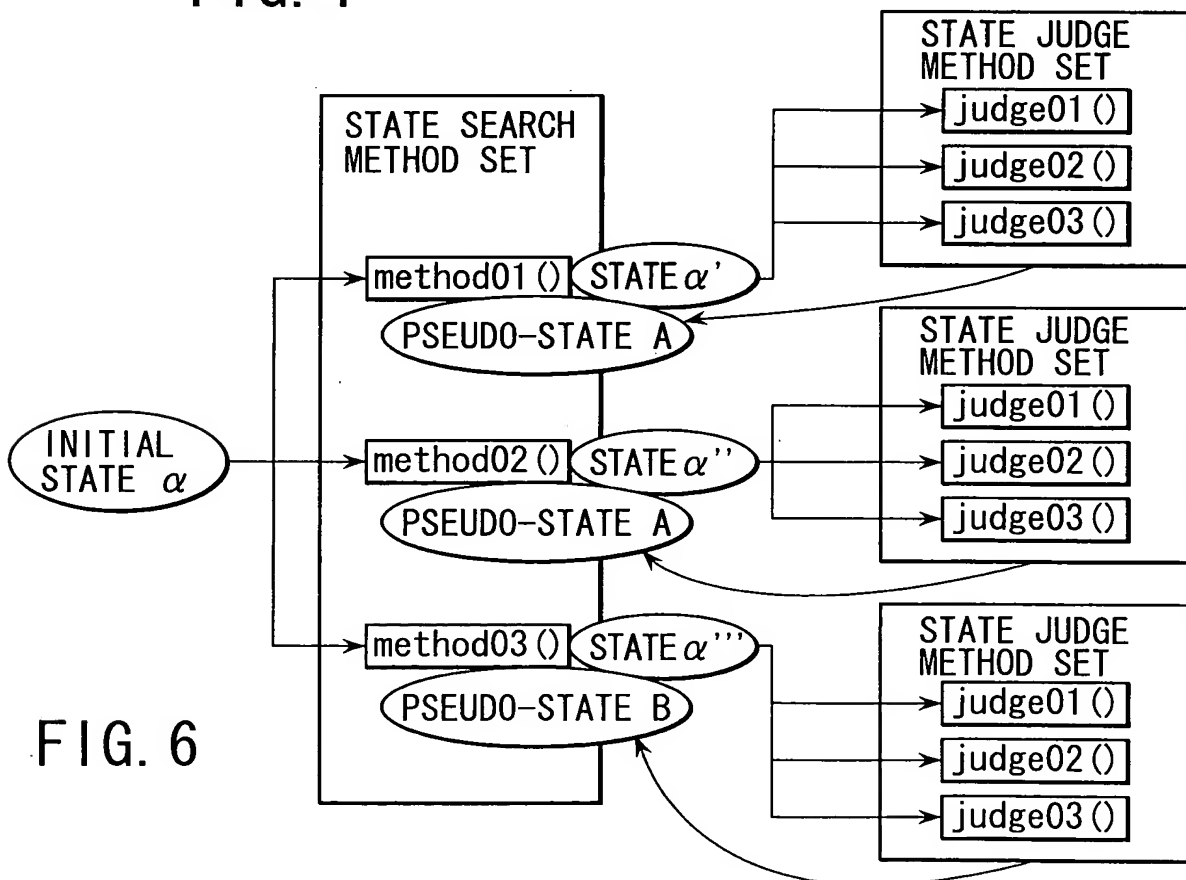 STATE JUDGE
METHOD SET
judge01()
judge02()
judge03()
STATE SEARCH
METHOD SET
method01()
STATE α'
PSEUDO-STATE A
STATE JUDGE
METHOD SET
judge01()
judge02()
judge03()
INITIAL
STATE α
method02()
STATE α''
PSEUDO-STATE A
method03()
STATE α'''
PSEUDO-STATE B
STATE JUDGE
METHOD SET
judge01()
judge02()
judge03()
FIG. 6